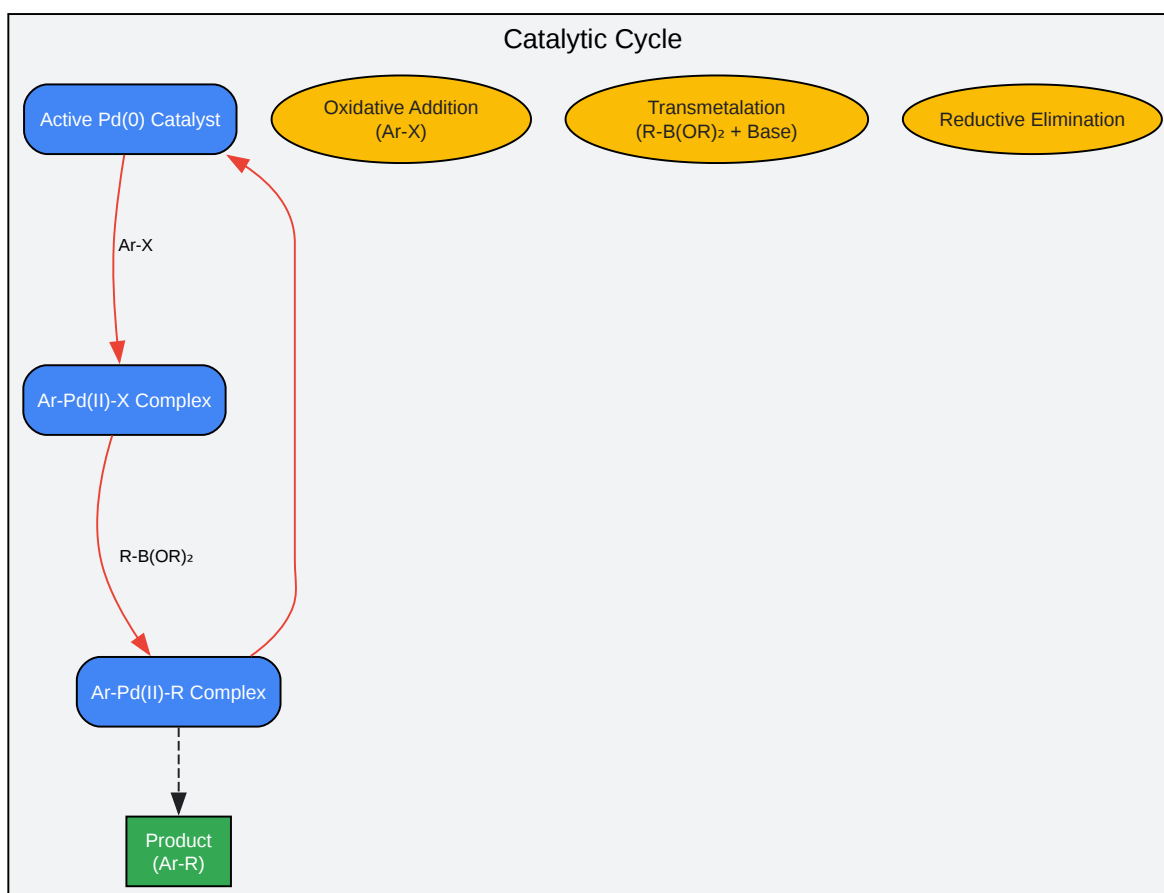 Catalytic Cycle
Active Pd(0) Catalyst
Oxidative Addition
(Ar-X)
Transmetalation
(R-B(OR)₂ + Base)
Reductive Elimination
Ar-X
Ar-Pd(II)-X Complex
R-B(OR)₂
Ar-Pd(II)-R Complex
Product
(Ar-R)